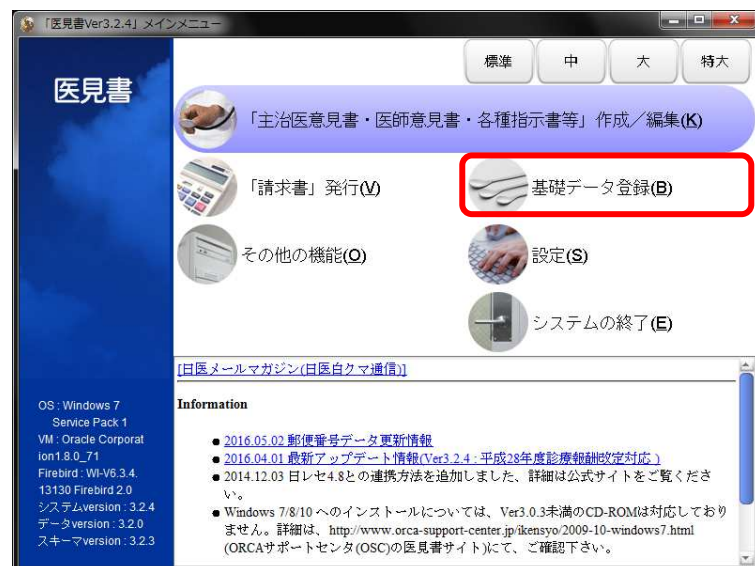 「医見書Ver3.2.4」メインメニュー
医見書
標準
中
大
特大
「主治医意見書・医師意見書・各種指示書等」作成／編集(K)
「請求書」発行(V)
基礎データ登録(B)
その他の機能(O)
設定(S)
システムの終了(E)
[日医メールマガジン(日医白クマ通信)]
Information
2016.05.02 郵便番号データ更新情報
2016.04.01 最新アップデート情報(Ver3.2.4 : 平成28年度診療報酬改定対応 )
2014.12.03 日レセ4.8との連携方法を追加しました、詳細は公式サイトをご覧くださ
い。
Windows 7/8/10 へのインストールについては、Ver3.0.3未満のCD-ROMは対応しており
ません。詳細は、http://www.orca-support-center.jp/ikensyo/2009-10-windows7.html
(ORCAサポートセンタ(OSC)の医見書サイト)にて、ご確認下さい。
OS : Windows 7
Service Pack 1
VM : Oracle Corporat
ion1.8.0_71
Firebird : WI-V6.3.4.
13130 Firebird 2.0
システムversion : 3.2.4
データversion : 3.2.0
スキーマversion : 3.2.3